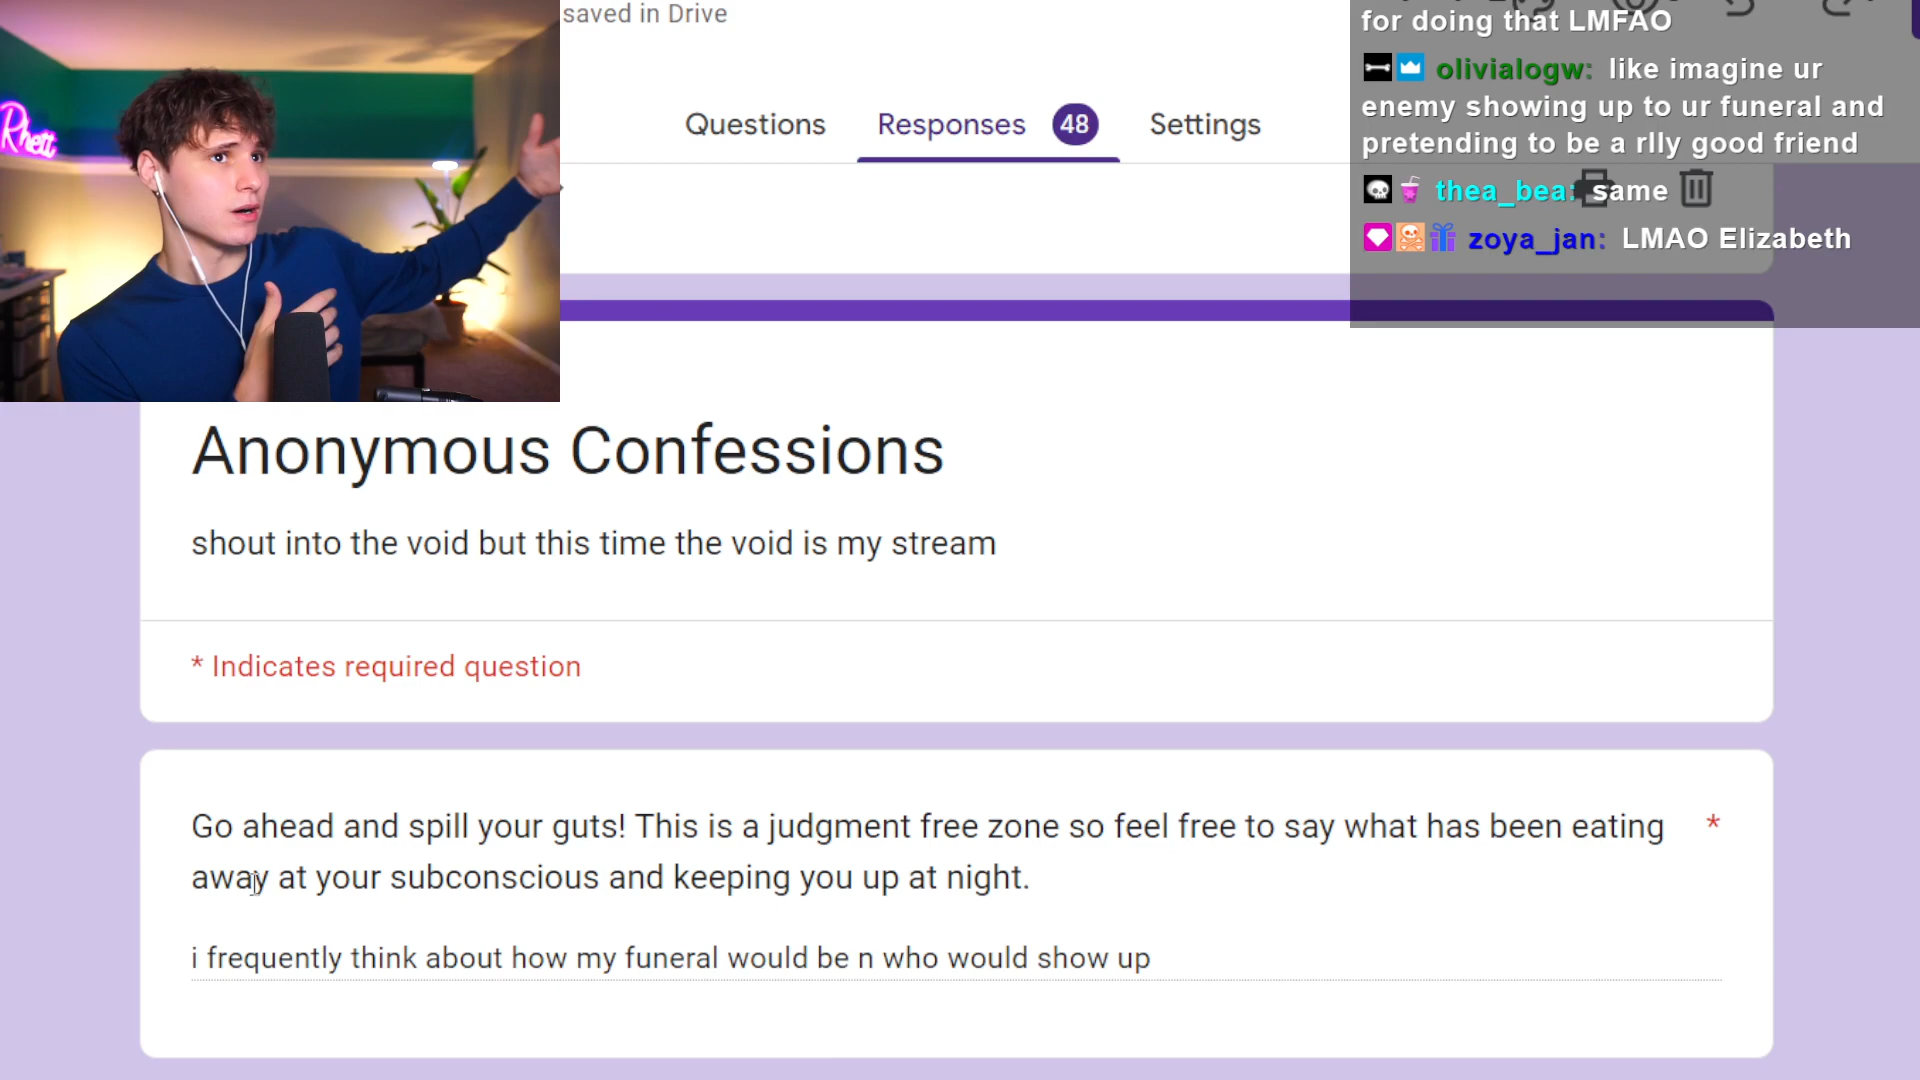 saved in Drive
Rhett
Questions
Responses 48
Settings
for doing that LMFAO
olivialogw: like imagine ur
enemy showing up to ur funeral and
pretending to be a rlly good friend
thea_bea: same
zoya_jan: LMAO Elizabeth
Anonymous Confessions
shout into the void but this time the void is my stream
* Indicates required question
Go ahead and spill your guts! This is a judgment free zone so feel free to say what has been eating *
away at your subconscious and keeping you up at night.
i frequently think about how my funeral would be n who would show up